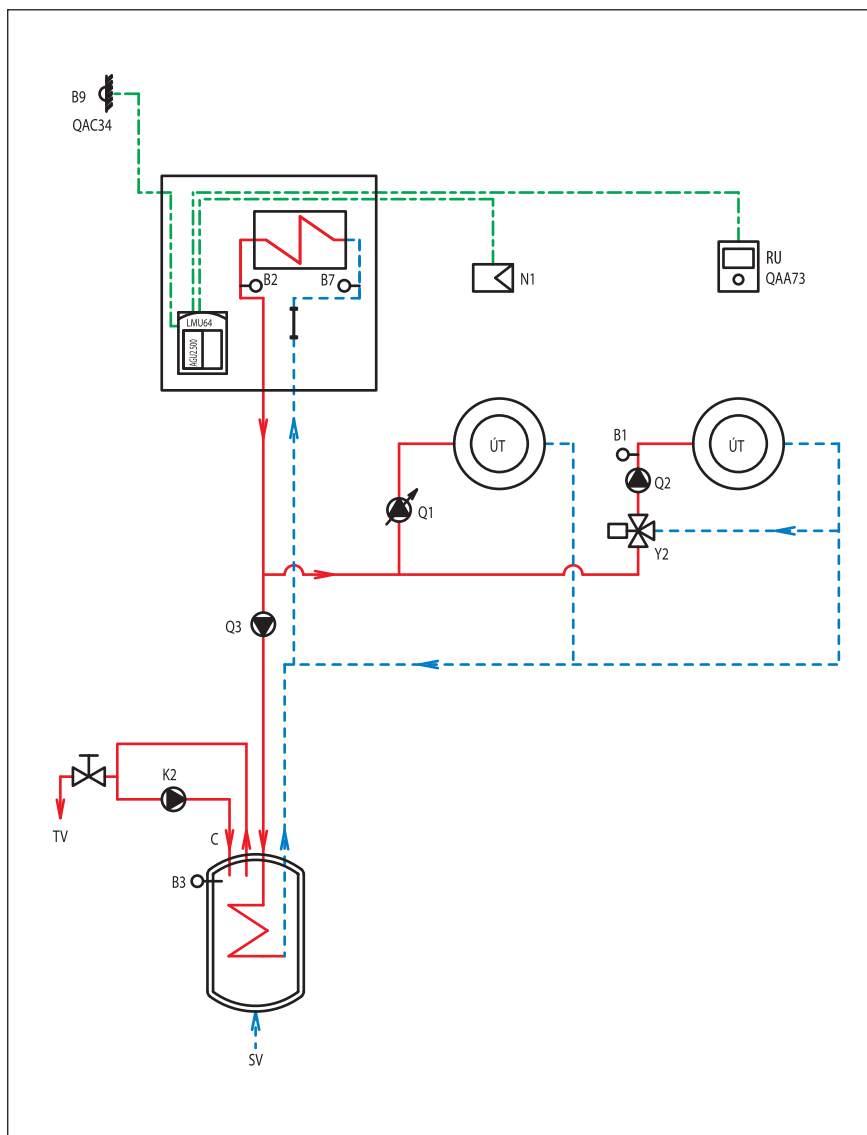 B9
QAC34
B2
B7
LMU64
AGU2.500
N1
RU
QAA73
ÚT
B1
ÚT
Q2
Q1
Y2
Q3
K2
TV
C
B3
SV